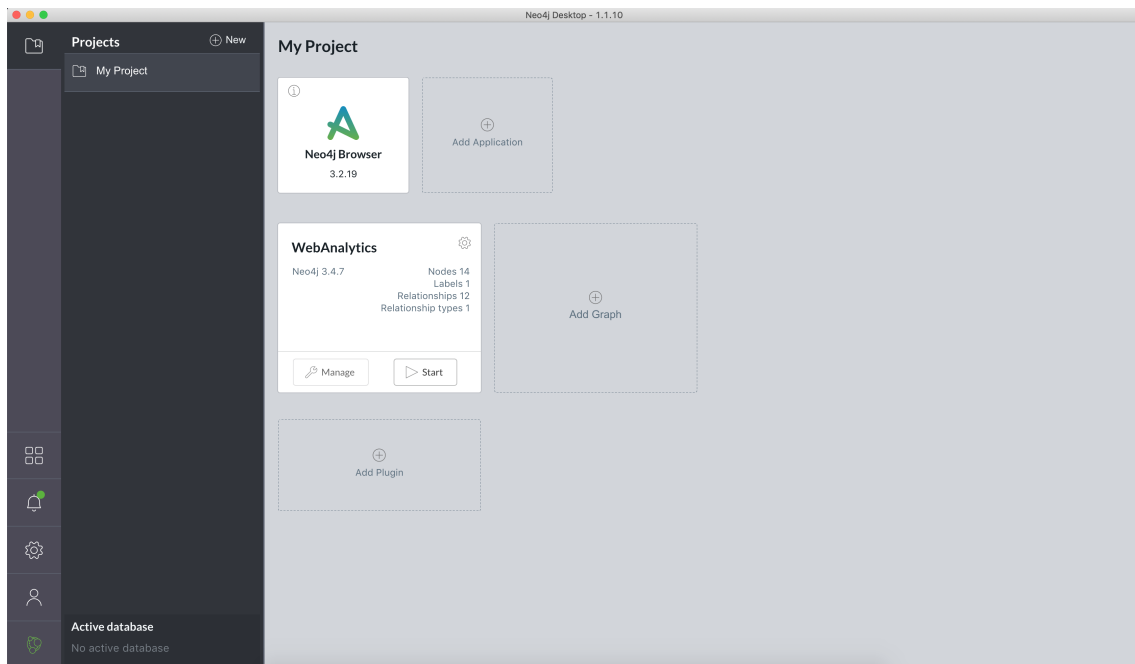 Neo4j Desktop - 1.1.10
Projects
New
My Project
Active database
No active database
My Project
Neo4j Browser
3.2.19
Add Application
WebAnalytics
Neo4j 3.4.7
Nodes 14
Labels 1
Relationships 12
Relationship types 1
Manage
Start
Add Graph
Add Plugin